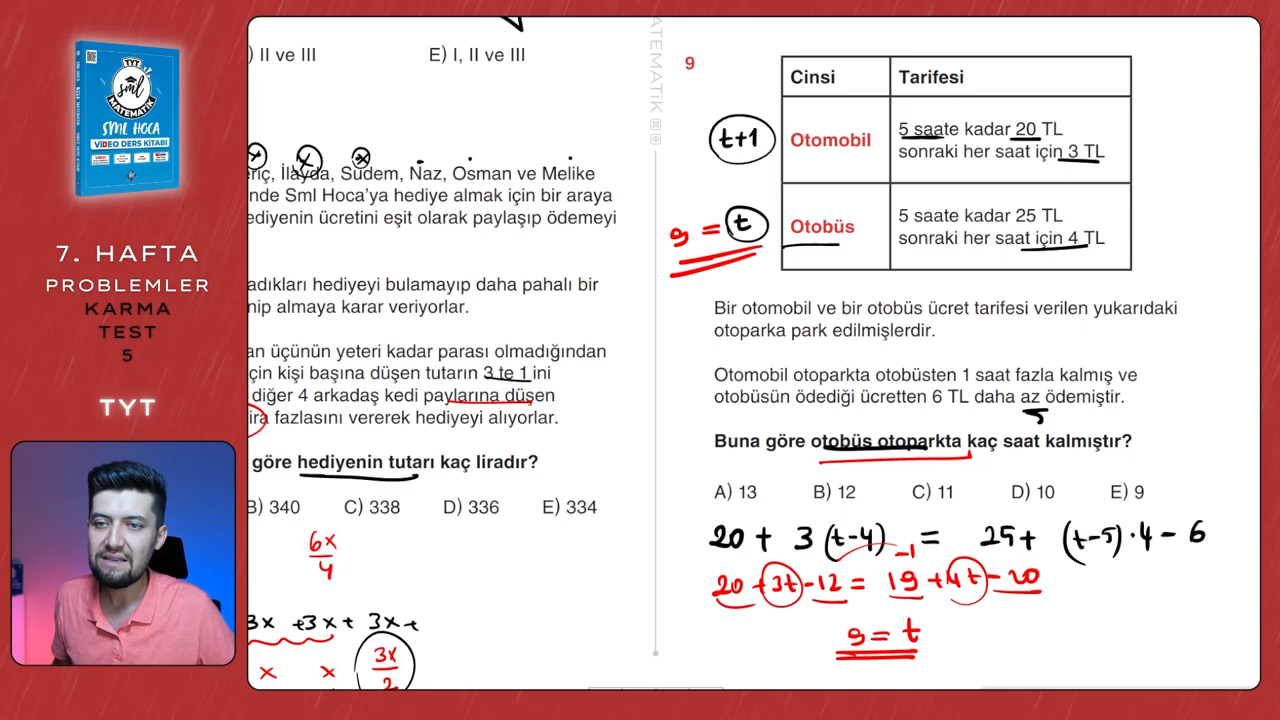 TYT
sml
MATEMATİK
SML HOCA
VİDEO DERS KİTABI
7. HAFTA
PROBLEMLER
KARMA
TEST
5
TYT
) II ve III
E) I, II ve III
eriç, İlayda, Sudem, Naz, Osman ve Melike
nde Sml Hoca'ya hediye almak için bir araya
ediyenin ücretini eşit olarak paylaşıp ödemeyi
adıkları hediyeyi bulamayıp daha pahalı bir
nip almaya karar veriyorlar.
an üçünün yeteri kadar parası olmadığından
için kişi başına düşen tutarın 3 te 1 ini
diğer 4 arkadaş kedi paylarına düşen
ira fazlasını vererek hediyeyi alıyorlar.
göre hediyenin tutarı kaç liradır?
B) 340
C) 338
D) 336
E) 334
6x
4
3x +3x + 3x +
x x 3x
2
ATEMATİK
9
Cinsi
Tarifesi
t+1
Otomobil
5 saate kadar 20 TL
sonraki her saat için 3 TL
9 = t
Otobüs
5 saate kadar 25 TL
sonraki her saat için 4 TL
Bir otomobil ve bir otobüs ücret tarifesi verilen yukarıdaki
otoparka park edilmişlerdir.
Otomobil otoparkta otobüsten 1 saat fazla kalmış ve
otobüsün ödediği ücretten 6 TL daha az ödemiştir.
Buna göre otobüs otoparkta kaç saat kalmıştır?
A) 13
B) 12
C) 11
D) 10
E) 9
20 + 3 (t-4) = 25 + (t-5) · 4 - 6
-1
20 + 3t - 12 = 19 + 4t - 20
9 = t